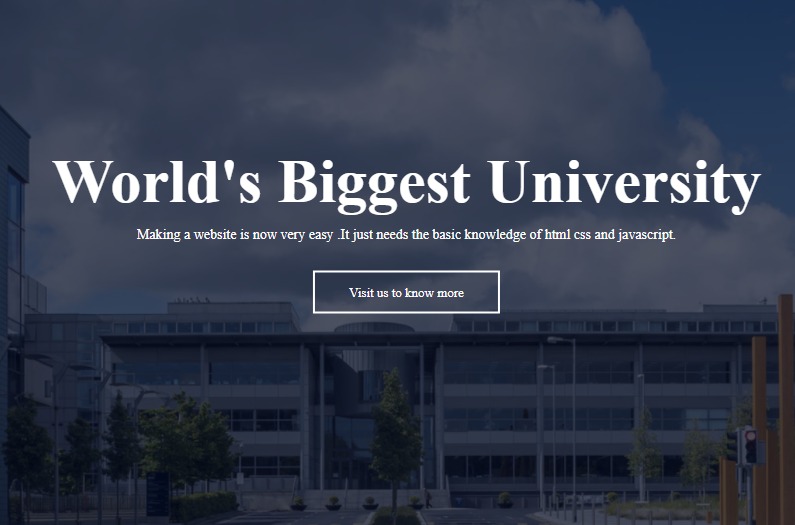 World's Biggest University
Making a website is now very easy .It just needs the basic knowledge of html css and javascript.
Visit us to know more